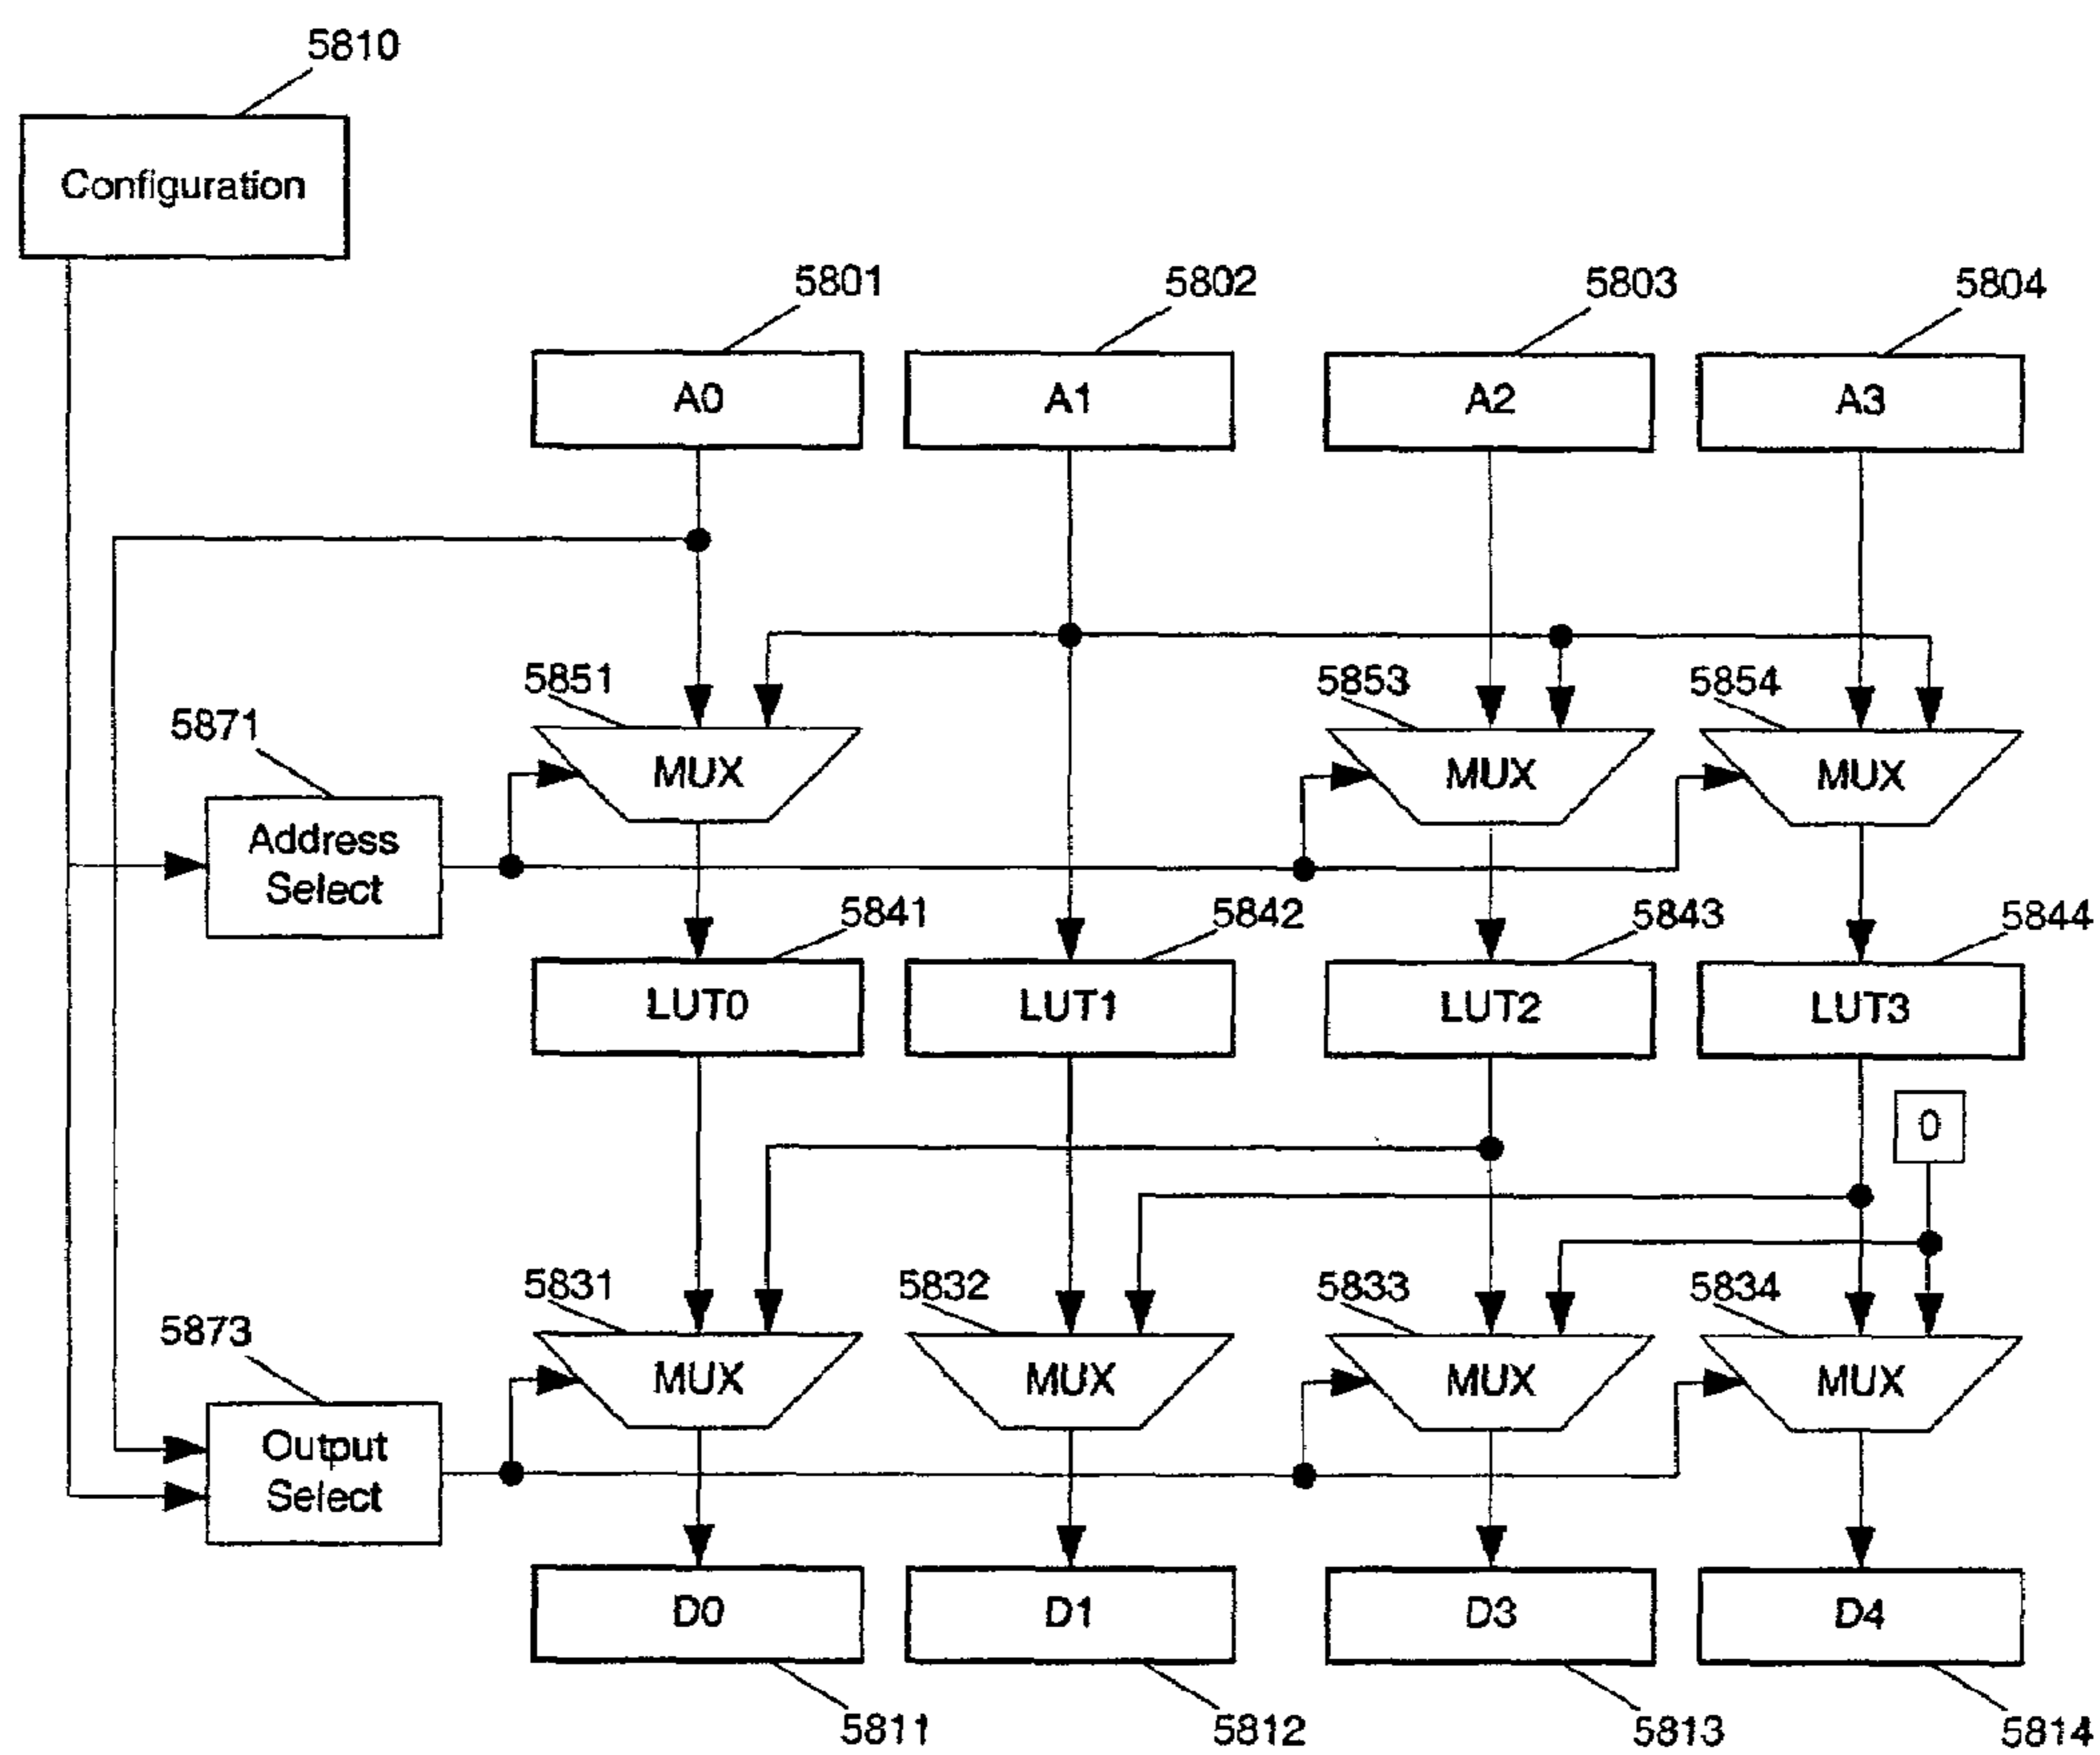 5810
Configuration
5801
5802
5803
5804
A0
A1
A2
A3
5851
5853
5854
5871
MUX
MUX
MUX
Address
Select
5841
5842
5843
5844
LUT0
LUT1
LUT2
LUT3
0
5831
5832
5833
5834
5873
MUX
MUX
MUX
MUX
Output
Select
D0
D1
D3
D4
5811
5812
5813
5814